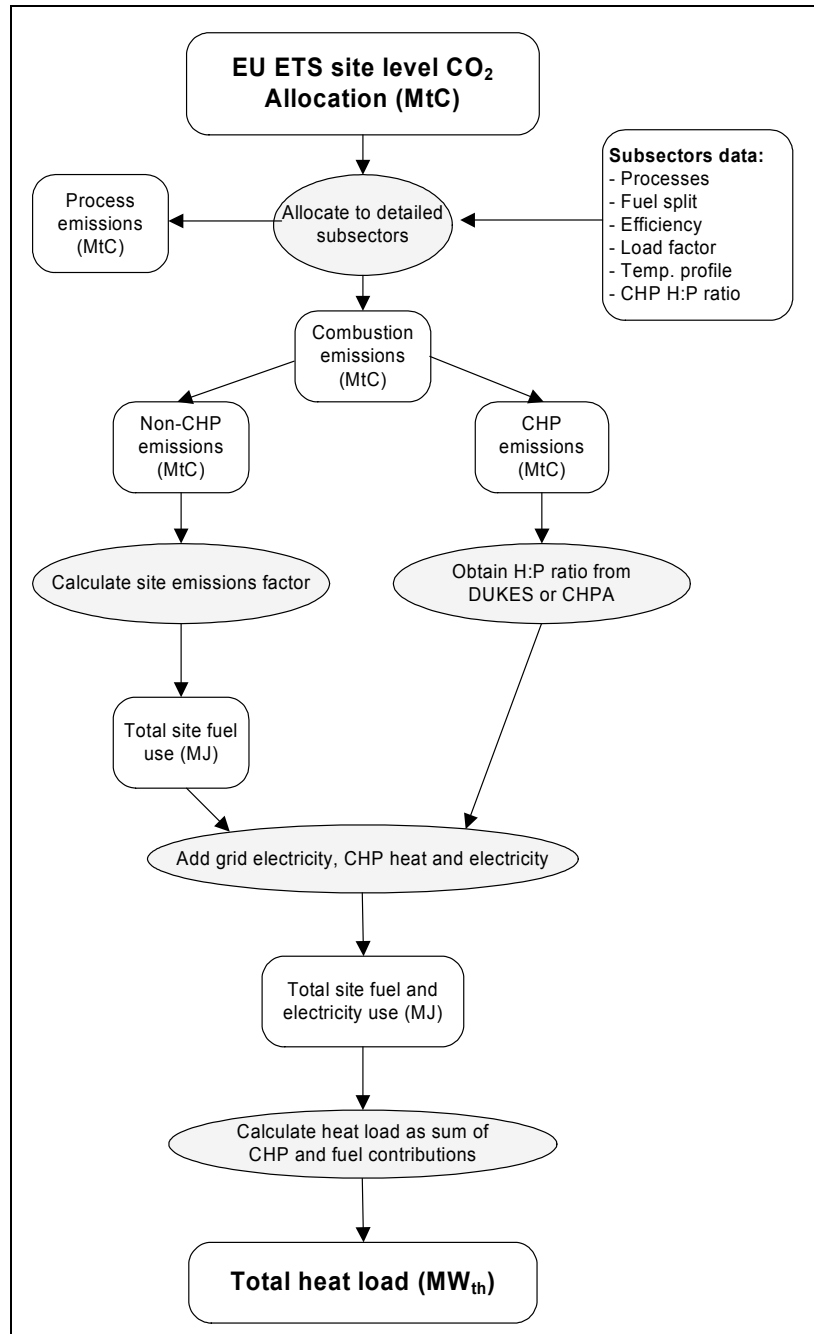 EU ETS site level CO₂
Allocation (MtC)
Subsectors data:
- Processes
- Fuel split
- Efficiency
- Load factor
- Temp. profile
- CHP H:P ratio
Process
emissions
(MtC)
Allocate to detailed
subsectors
Combustion
emissions
(MtC)
Non-CHP
emissions
(MtC)
CHP
emissions
(MtC)
Calculate site emissions factor
Obtain H:P ratio from
DUKES or CHPA
Total site fuel
use (MJ)
Add grid electricity, CHP heat and electricity
Total site fuel and
electricity use (MJ)
Calculate heat load as sum of
CHP and fuel contributions
Total heat load (MWₜₕ)